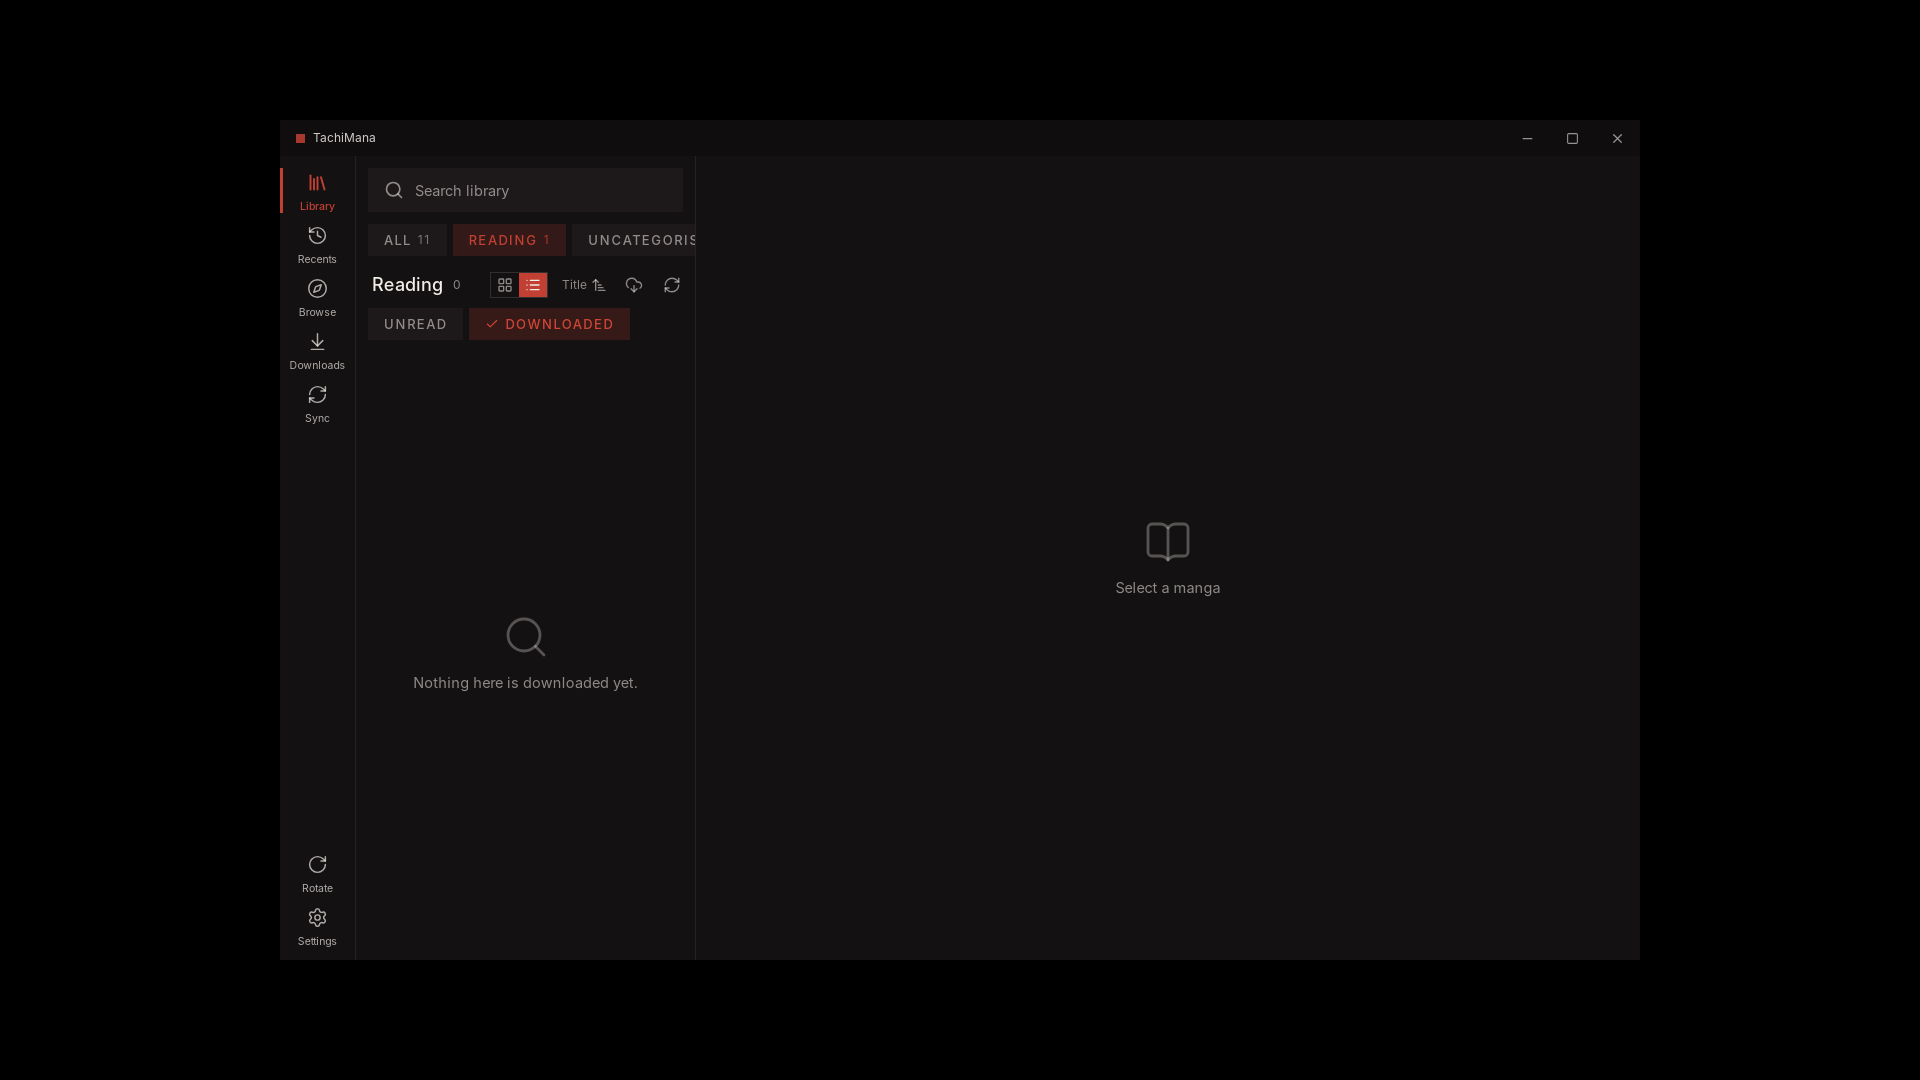 TachiMana
Library
Recents
Browse
Downloads
Sync
Rotate
Settings
Search library
ALL 11
READING 1
UNCATEGORIS
Reading 0
Title
UNREAD
DOWNLOADED
Nothing here is downloaded yet.
Select a manga